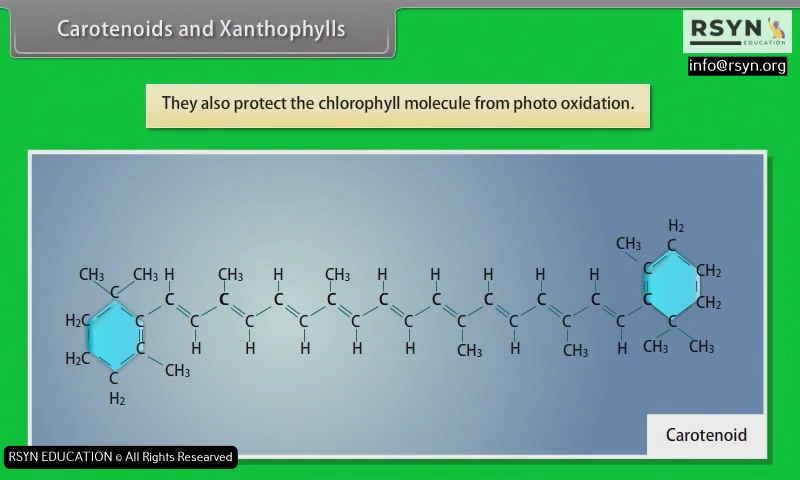 Carotenoids and Xanthophylls
RSYN
EDUCATION
info@rsyn.org
They also protect the chlorophyll molecule from photo oxidation.
H₂
CH₃ C
CH₃ CH₃ H CH₃ H CH₃ H H H H H C CH₂
C C C C C C C C C C C CH₂
H₂C C C C C C C C C C C C
H₂C C H H H H CH₃ H CH₃ H CH₃ CH₃
C CH₃
H₂
Carotenoid
RSYN EDUCATION © All Rights Researved